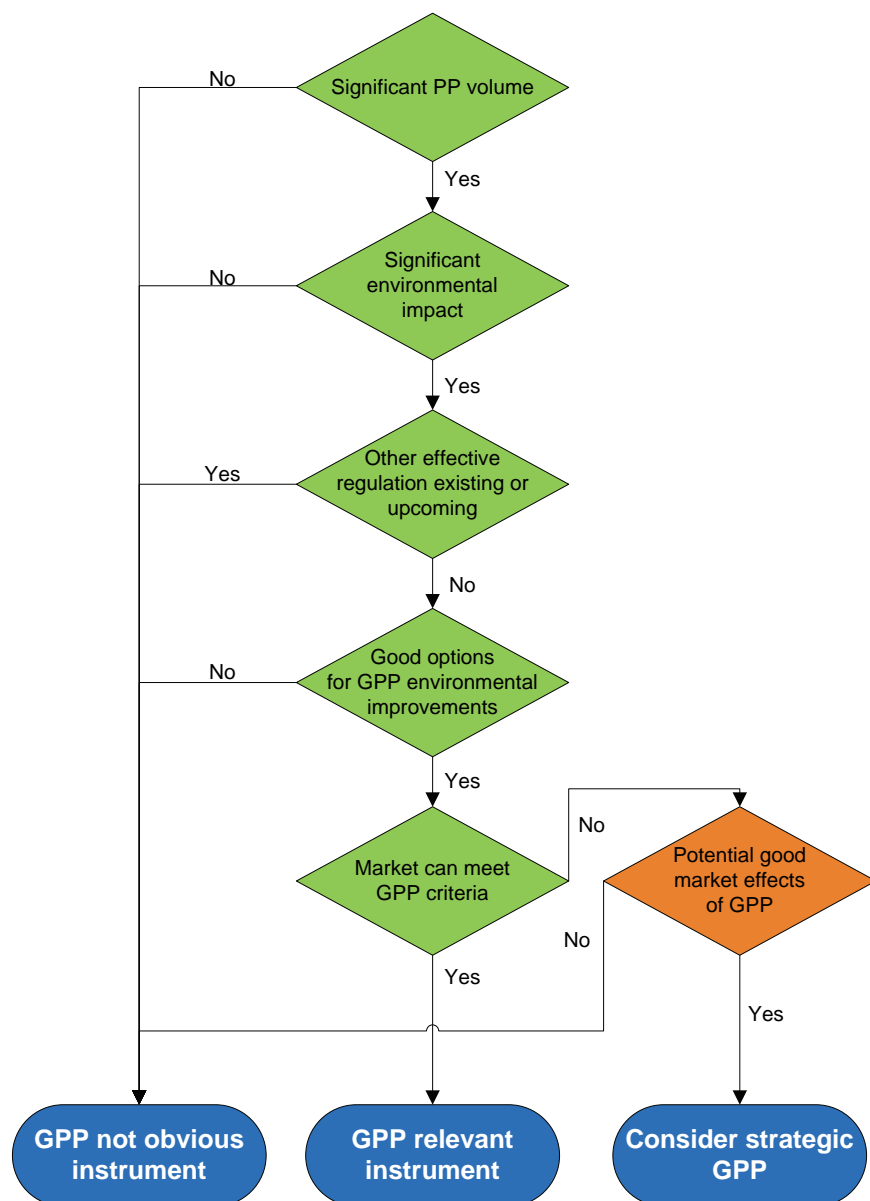 Significant PP volume
No
Yes
Significant
environmental
impact
No
Yes
Other effective
regulation existing or
upcoming
Yes
No
Good options
for GPP environmental
improvements
No
Yes
Market can meet
GPP criteria
No
Potential good
market effects
of GPP
No
Yes
Yes
GPP not obvious
instrument
GPP relevant
instrument
Consider strategic
GPP